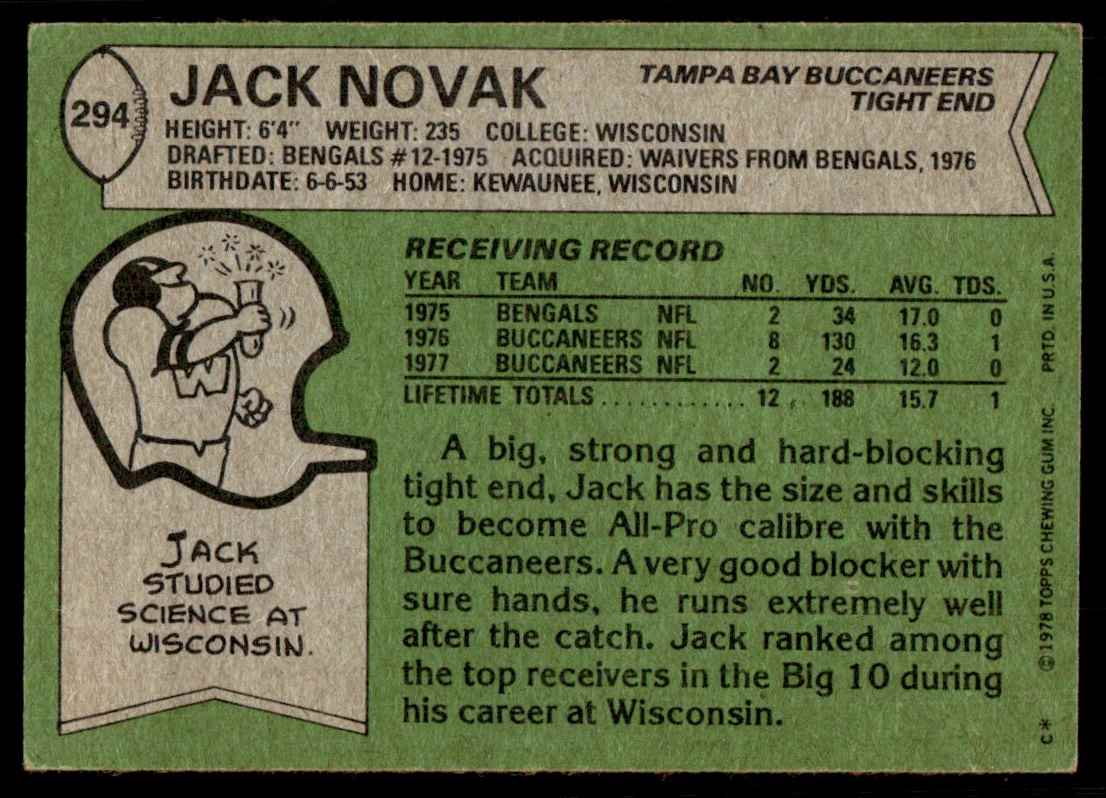 294
JACK NOVAK
TAMPA BAY BUCCANEERS
TIGHT END
HEIGHT: 6'4" WEIGHT: 235 COLLEGE: WISCONSIN
DRAFTED: BENGALS #12-1975 ACQUIRED: WAIVERS FROM BENGALS, 1976
BIRTHDATE: 6-6-53 HOME: KEWAUNEE, WISCONSIN
W
JACK
STUDIED
SCIENCE AT
WISCONSIN.
RECEIVING RECORD
YEAR TEAM NO. YDS. AVG. TDS.
1975 BENGALS NFL 2 34 17.0 0
1976 BUCCANEERS NFL 8 130 16.3 1
1977 BUCCANEERS NFL 2 24 12.0 0
LIFETIME TOTALS............. 12 188 15.7 1
A big, strong and hard-blocking
tight end, Jack has the size and skills
to become All-Pro calibre with the
Buccaneers. A very good blocker with
sure hands, he runs extremely well
after the catch. Jack ranked among
the top receivers in the Big 10 during
his career at Wisconsin.
C* ©1978 TOPPS CHEWING GUM INC. PRTD. IN U.S.A.